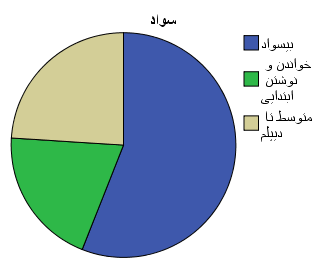 سواد
بیسواد
خواندن و
نوشتن
ابتدایی
متوسط تا
دیپلم